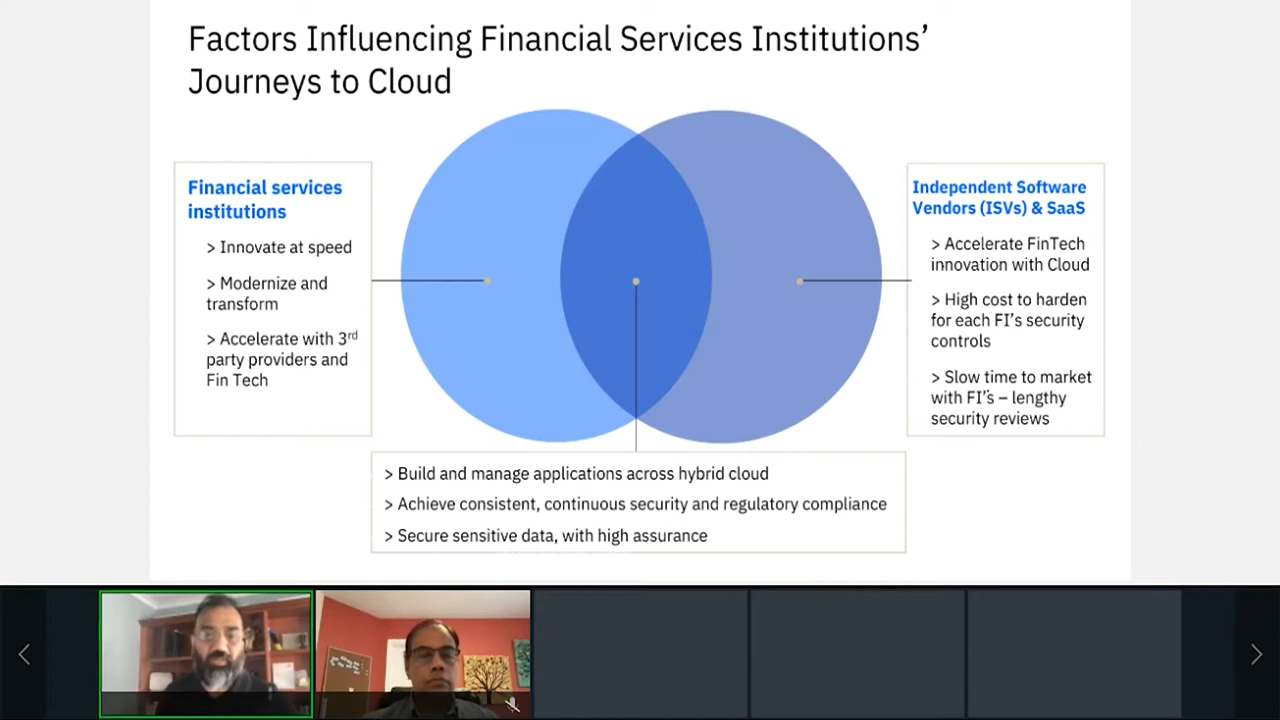 Factors Influencing Financial Services Institutions’
Journeys to Cloud
Financial services
institutions
> Innovate at speed
> Modernize and
transform
> Accelerate with 3rd
party providers and
Fin Tech
Independent Software
Vendors (ISVs) & SaaS
> Accelerate FinTech
innovation with Cloud
> High cost to harden
for each FI’s security
controls
> Slow time to market
with FI’s – lengthy
security reviews
> Build and manage applications across hybrid cloud
> Achieve consistent, continuous security and regulatory compliance
> Secure sensitive data, with high assurance